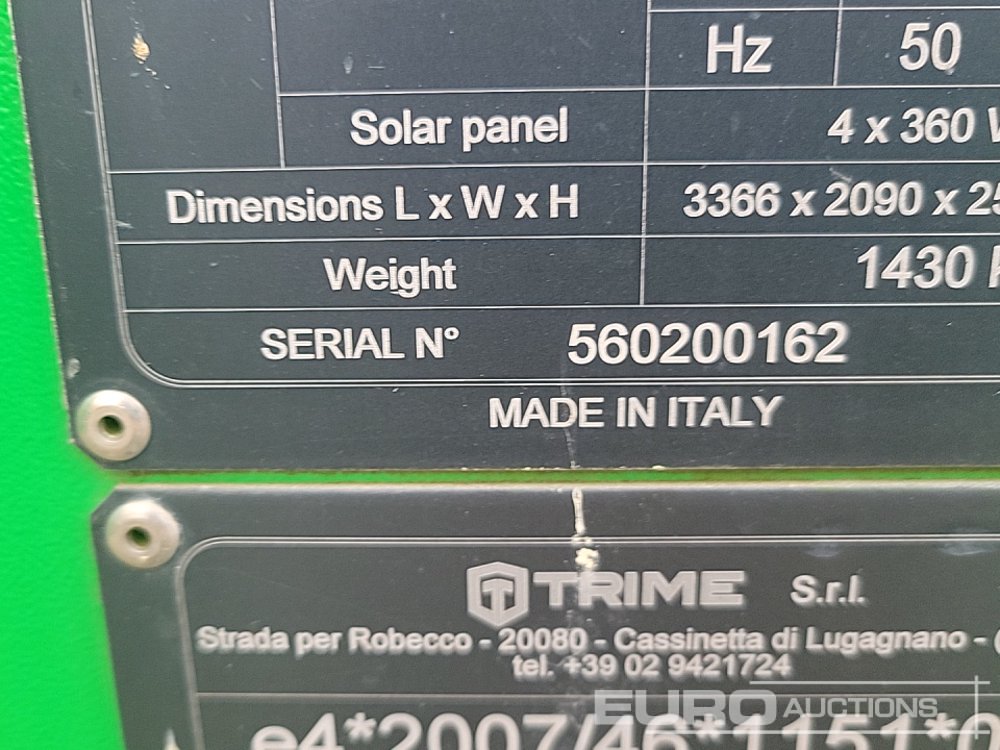 Hz 50
Solar panel 4 x 360
Dimensions L x W x H 3366 x 2090 x
Weight 1430
SERIAL N° 560200162
MADE IN ITALY
TRIME S.r.l.
Strada per Robecco - 20080 - Cassinetta di Lugagnano -
tel. +39 02 9421724
e4*2007/46*1151*
EURO AUCTIONS